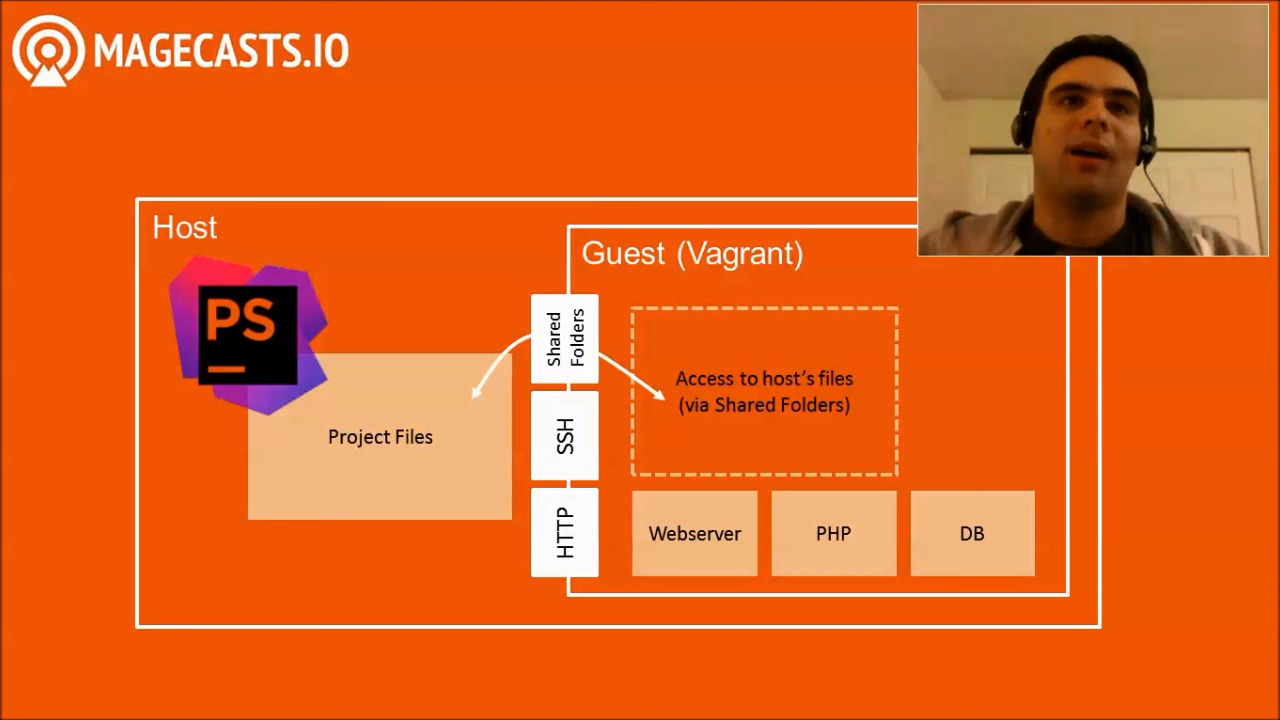 MAGECASTS.IO
Host
Guest (Vagrant)
PS
Shared
Folders
Access to host’s files
(via Shared Folders)
Project Files
SSH
HTTP
Webserver
PHP
DB